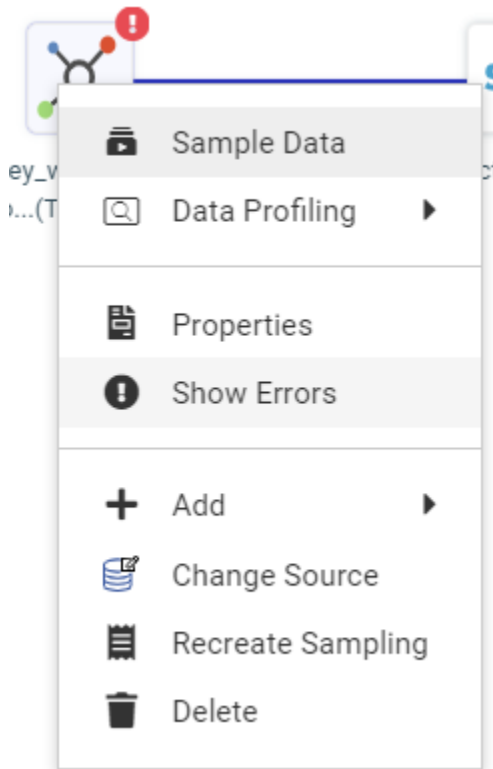 Sample Data
Data Profiling
Properties
Show Errors
Add
Change Source
Recreate Sampling
Delete